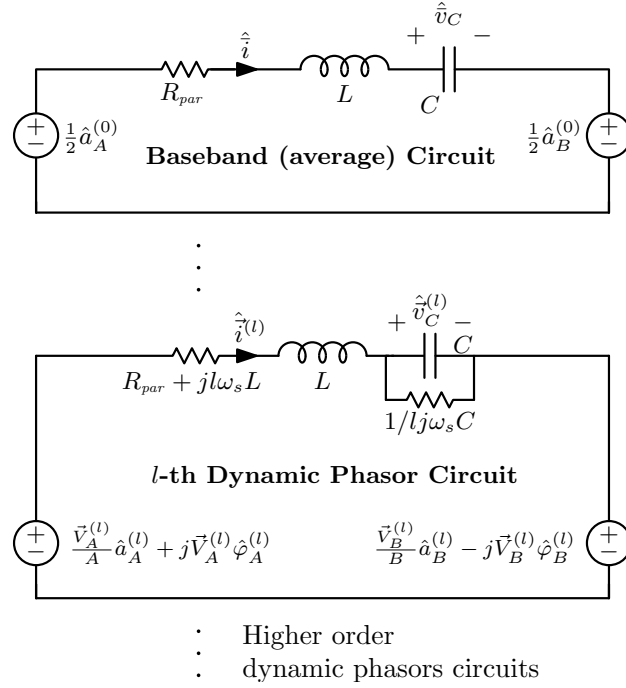 + $\hat{\bar{v}}_C$ −
$\hat{\bar{i}}$
$R_{par}$ $L$ $C$
+ − $\frac{1}{2}\hat{a}_A^{(0)}$ $\frac{1}{2}\hat{a}_B^{(0)}$ + −
Baseband (average) Circuit
$\hat{\vec{i}}^{(l)}$ + $\hat{\vec{v}}_C^{(l)}$ −
$C$
$R_{par} + jl\omega_s L$ $L$
$1/lj\omega_s C$
l-th Dynamic Phasor Circuit
+ − $\frac{\vec{V}_A^{(l)}}{A}\hat{a}_A^{(l)} + j\vec{V}_A^{(l)}\hat{\varphi}_A^{(l)}$ $\frac{\vec{V}_B^{(l)}}{B}\hat{a}_B^{(l)} - j\vec{V}_B^{(l)}\hat{\varphi}_B^{(l)}$ + −
Higher order
dynamic phasors circuits